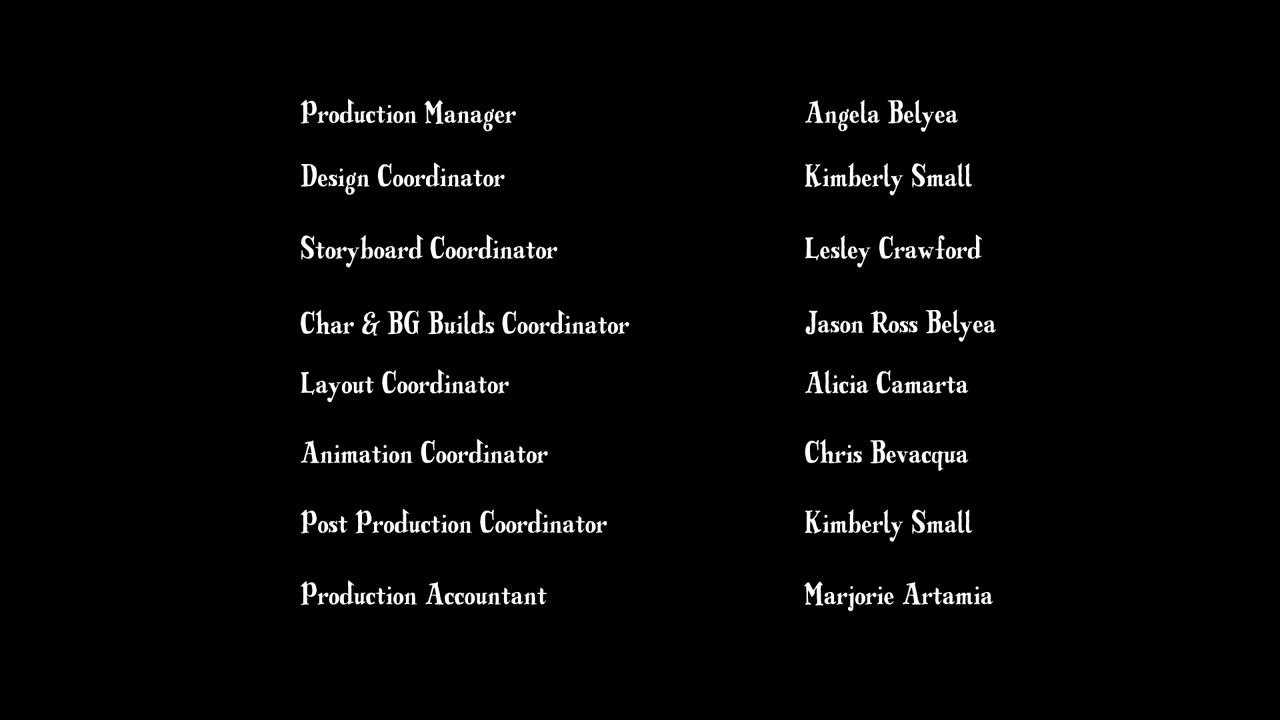 Production Manager Angela Belyea
Design Coordinator Kimberly Small
Storyboard Coordinator Lesley Crawford
Char & BG Builds Coordinator Jason Ross Belyea
Layout Coordinator Alicia Camarta
Animation Coordinator Chris Bevacqua
Post Production Coordinator Kimberly Small
Production Accountant Marjorie Artamia